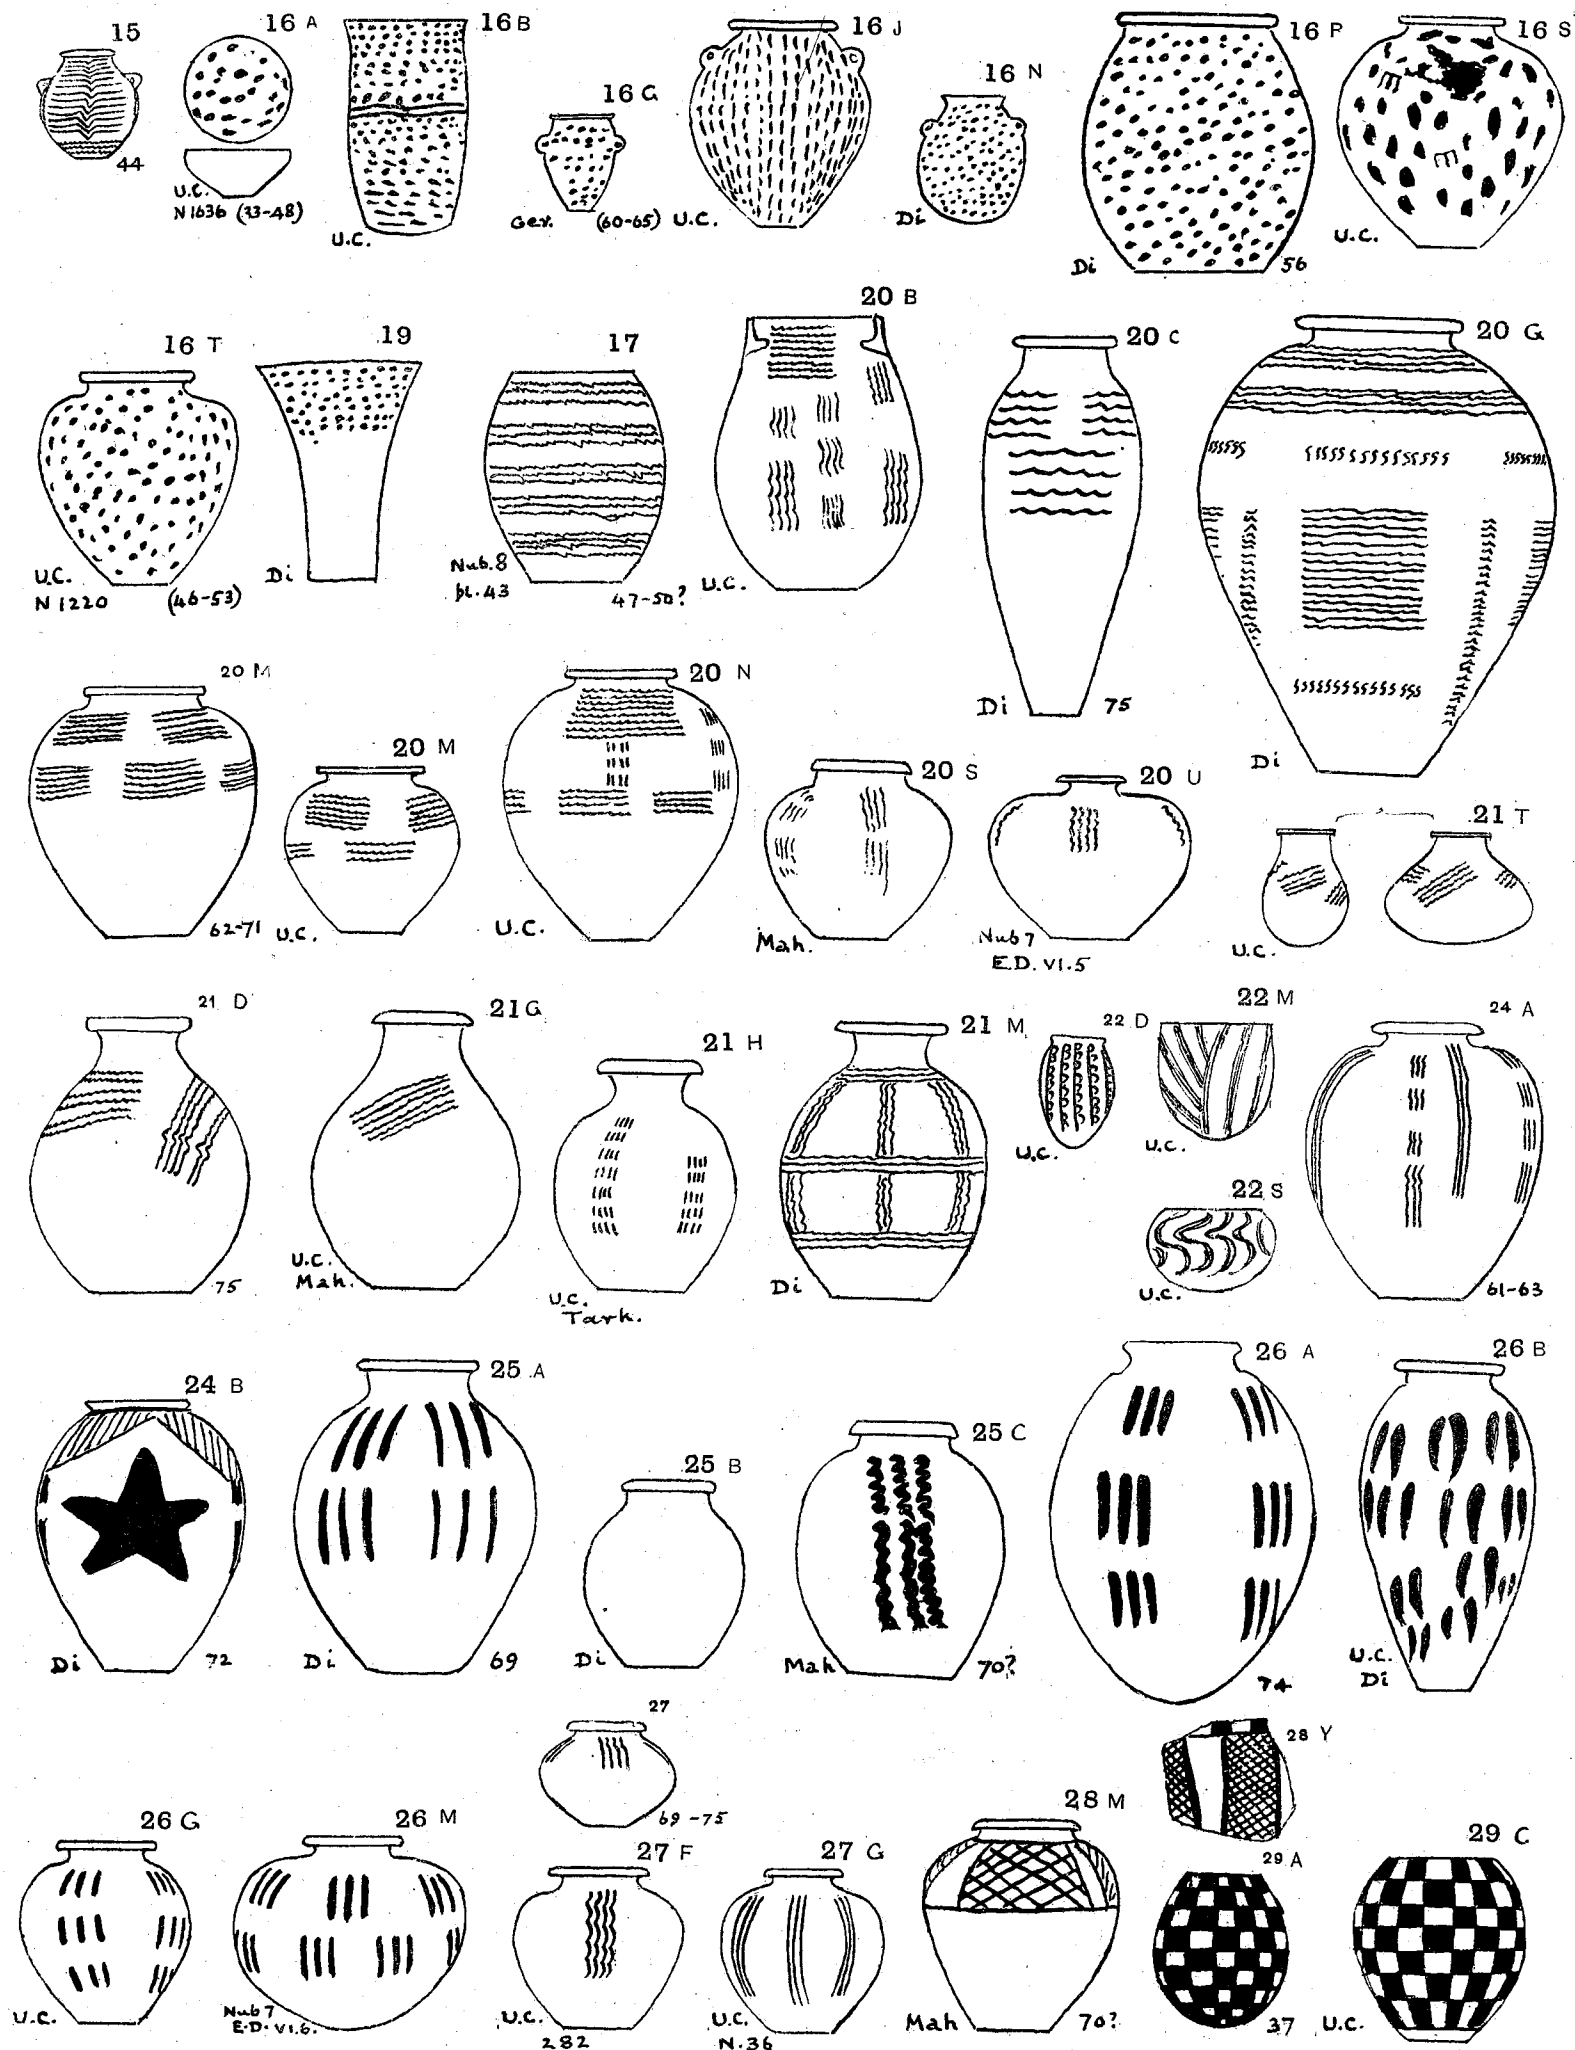 15
44
16 A
U.C.
N1636 (33-48)
16 B
U.C.
16 G
Ger. (60-65)
16 J
U.C.
16 N
Di
16 P
Di 56
16 S
U.C.
16 T
U.C.
N 1220 (46-53)
19
Di
17
Nub.8
pl.43 47-50?
20 B
U.C.
20 C
Di 75
20 G
Di
20 M
62-71
20 M
U.C.
20 N
U.C.
20 S
Mah.
20 U
Nub 7
E.D. VI.5
21 T
U.C.
21 D
75
21 G
U.C.
Mah.
21 H
U.C.
Tark.
21 M
Di
22 D
U.C.
22 M
U.C.
22 S
U.C.
24 A
61-63
24 B
Di 72
25 A
Di 69
25 B
Di
25 C
Mah 70?
26 A
74
26 B
U.C.
Di
26 G
U.C.
26 M
Nub 7
E.D. VI.6.
27
69-75
27 F
U.C.
282
27 G
U.C.
N.36
28 M
Mah 70?
28 Y
29 A
37
29 C
U.C.